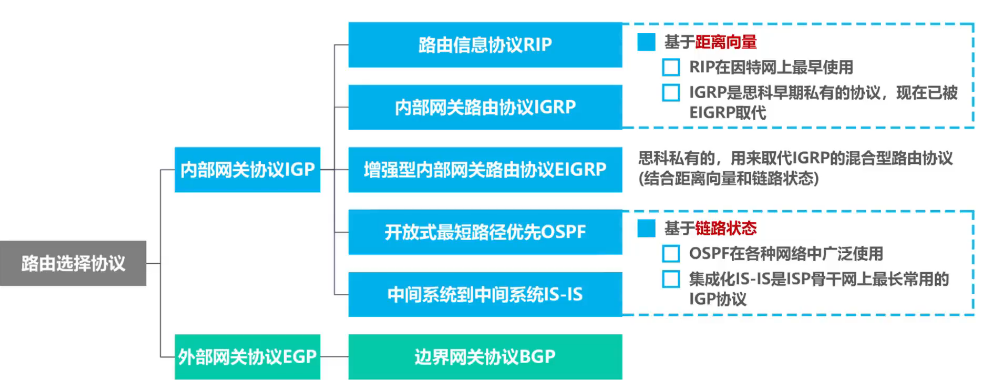 路由选择协议
内部网关协议IGP
外部网关协议EGP
路由信息协议RIP
内部网关路由协议IGRP
增强型内部网关路由协议EIGRP
开放式最短路径优先OSPF
中间系统到中间系统IS-IS
边界网关协议BGP
基于距离向量
RIP在因特网上最早使用
IGRP是思科早期私有的协议，现在已被
EIGRP取代
思科私有的，用来取代IGRP的混合型路由协议
(结合距离向量和链路状态)
基于链路状态
OSPF在各种网络中广泛使用
集成化IS-IS是ISP骨干网上最长常用的
IGP协议